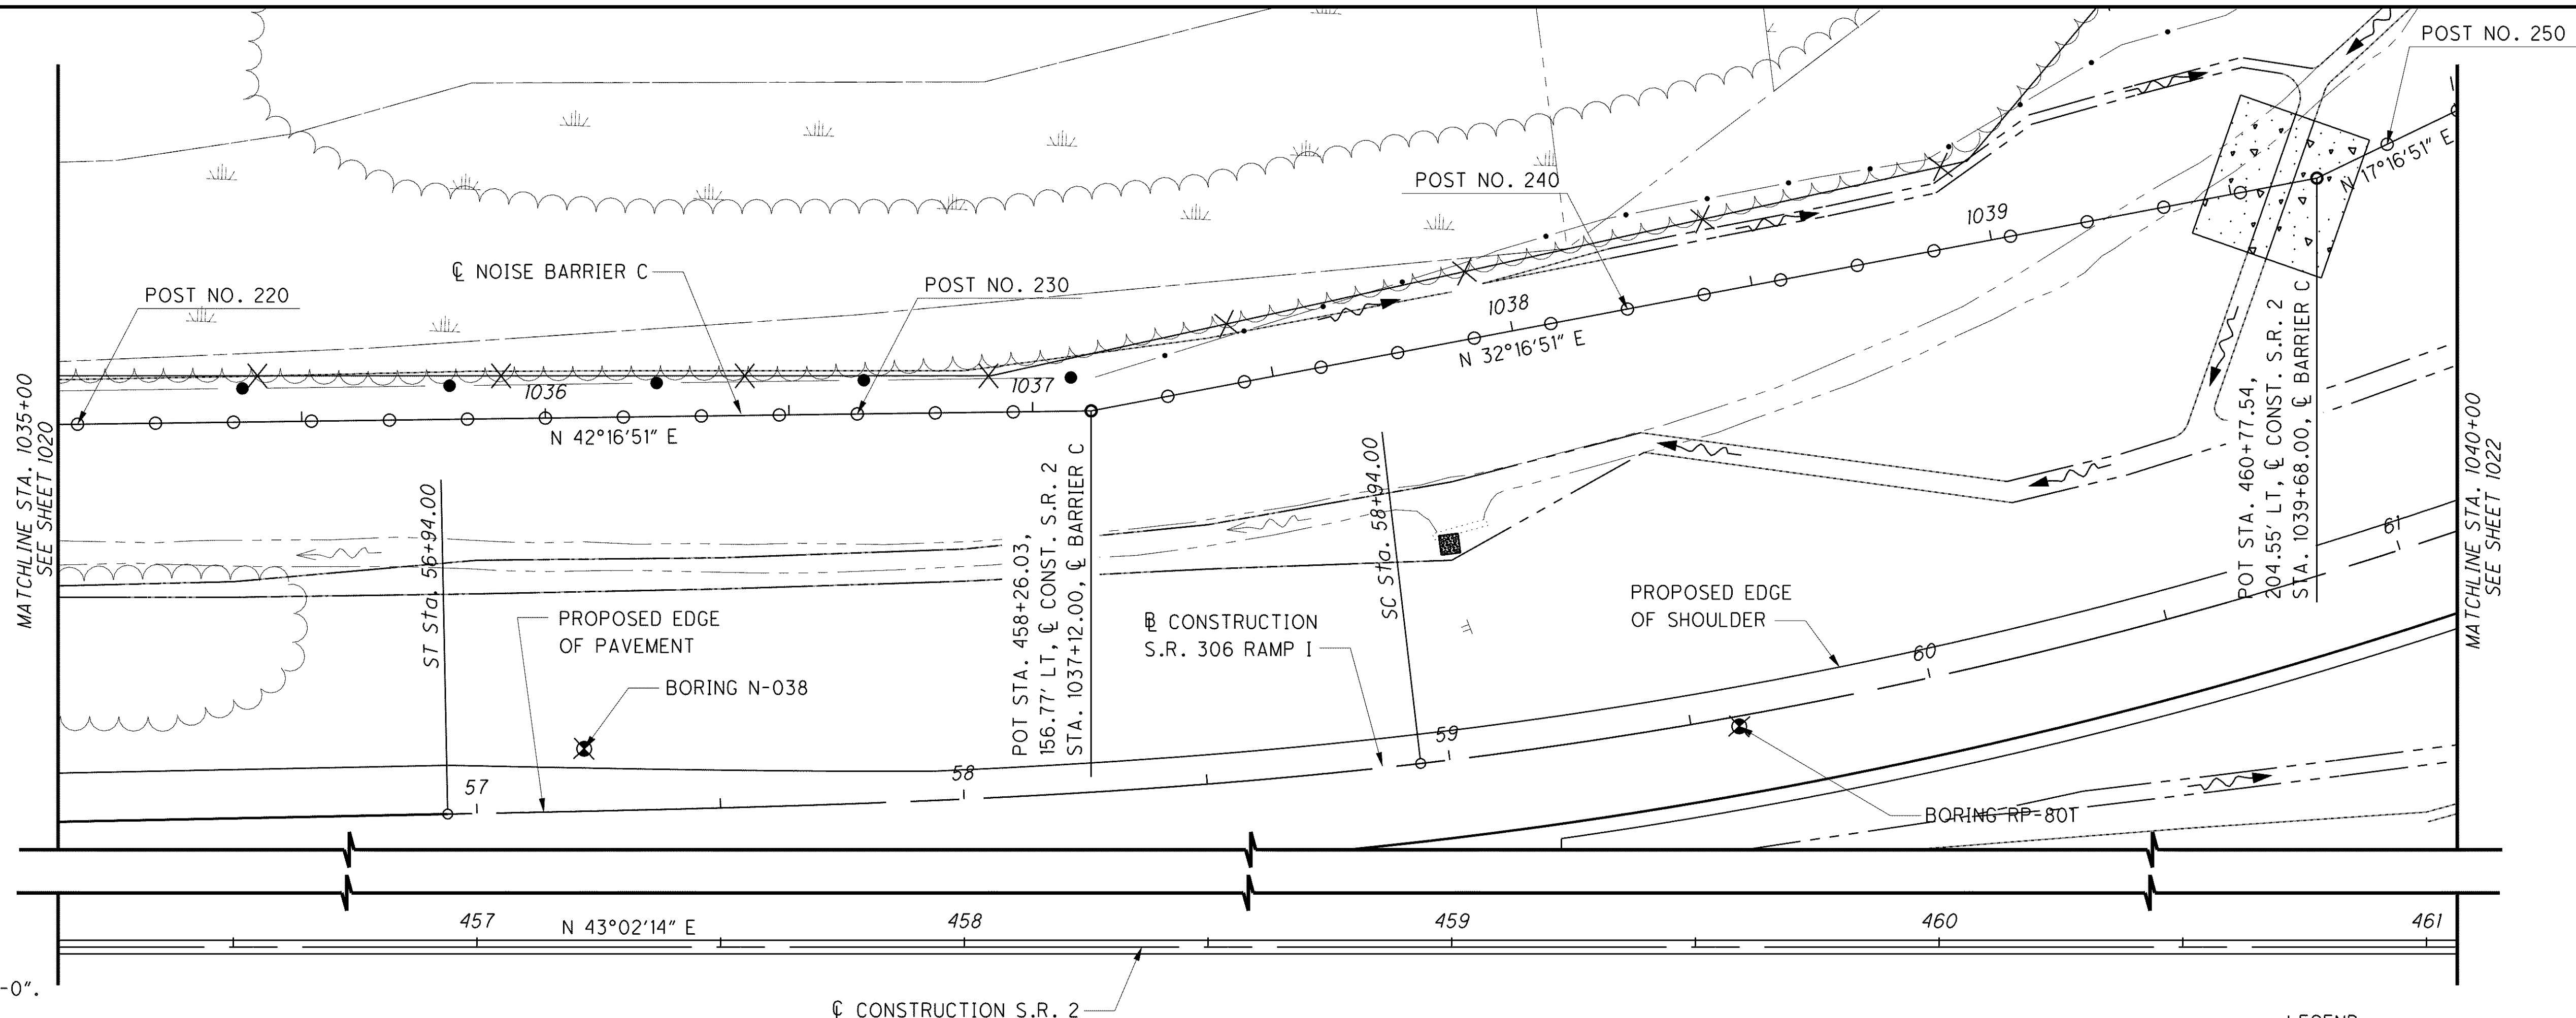 POST NO. 250
POST NO. 240
N 17°16'51" E
1039
℄ NOISE BARRIER C
POST NO. 230
POST NO. 220
1038
N 32°16'51" E
1036
1037
N 42°16'51" E
MATCHLINE STA. 1035+00
SEE SHEET 1020
MATCHLINE STA. 1040+00
SEE SHEET 1022
POT STA. 460+77.54,
204.55' LT, ℄ CONST. S.R. 2
STA. 1039+68.00, ℄ BARRIER C
POT STA. 458+26.03,
156.77' LT, ℄ CONST. S.R. 2
STA. 1037+12.00, ℄ BARRIER C
ST Sta. 56+94.00
SC Sta. 58+94.00
61
PROPOSED EDGE
OF PAVEMENT
BORING N-038
B̲L CONSTRUCTION
S.R. 306 RAMP I
PROPOSED EDGE
OF SHOULDER
60
59
58
57
BORING RP-80T
457
N 43°02'14" E
458
459
460
461
-0".
℄ CONSTRUCTION S.R. 2